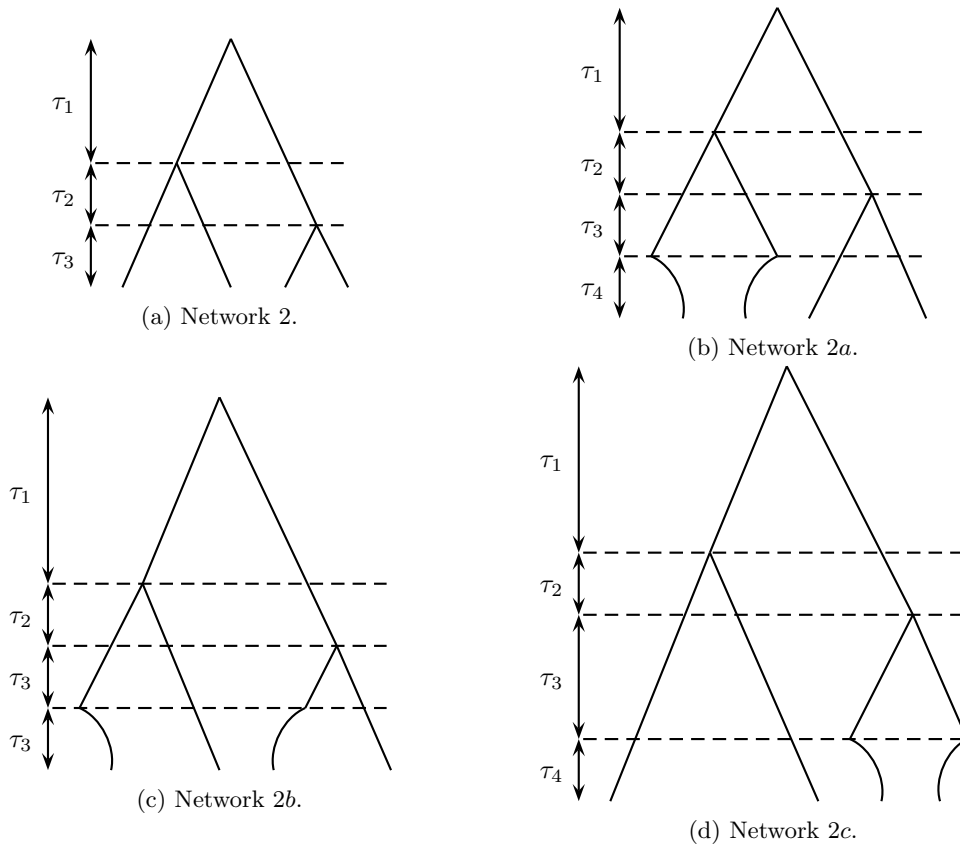 τ1
τ2
τ3
(a) Network 2.
τ1
τ2
τ3
τ4
(b) Network 2a.
τ1
τ2
τ3
τ3
(c) Network 2b.
τ1
τ2
τ3
τ4
(d) Network 2c.